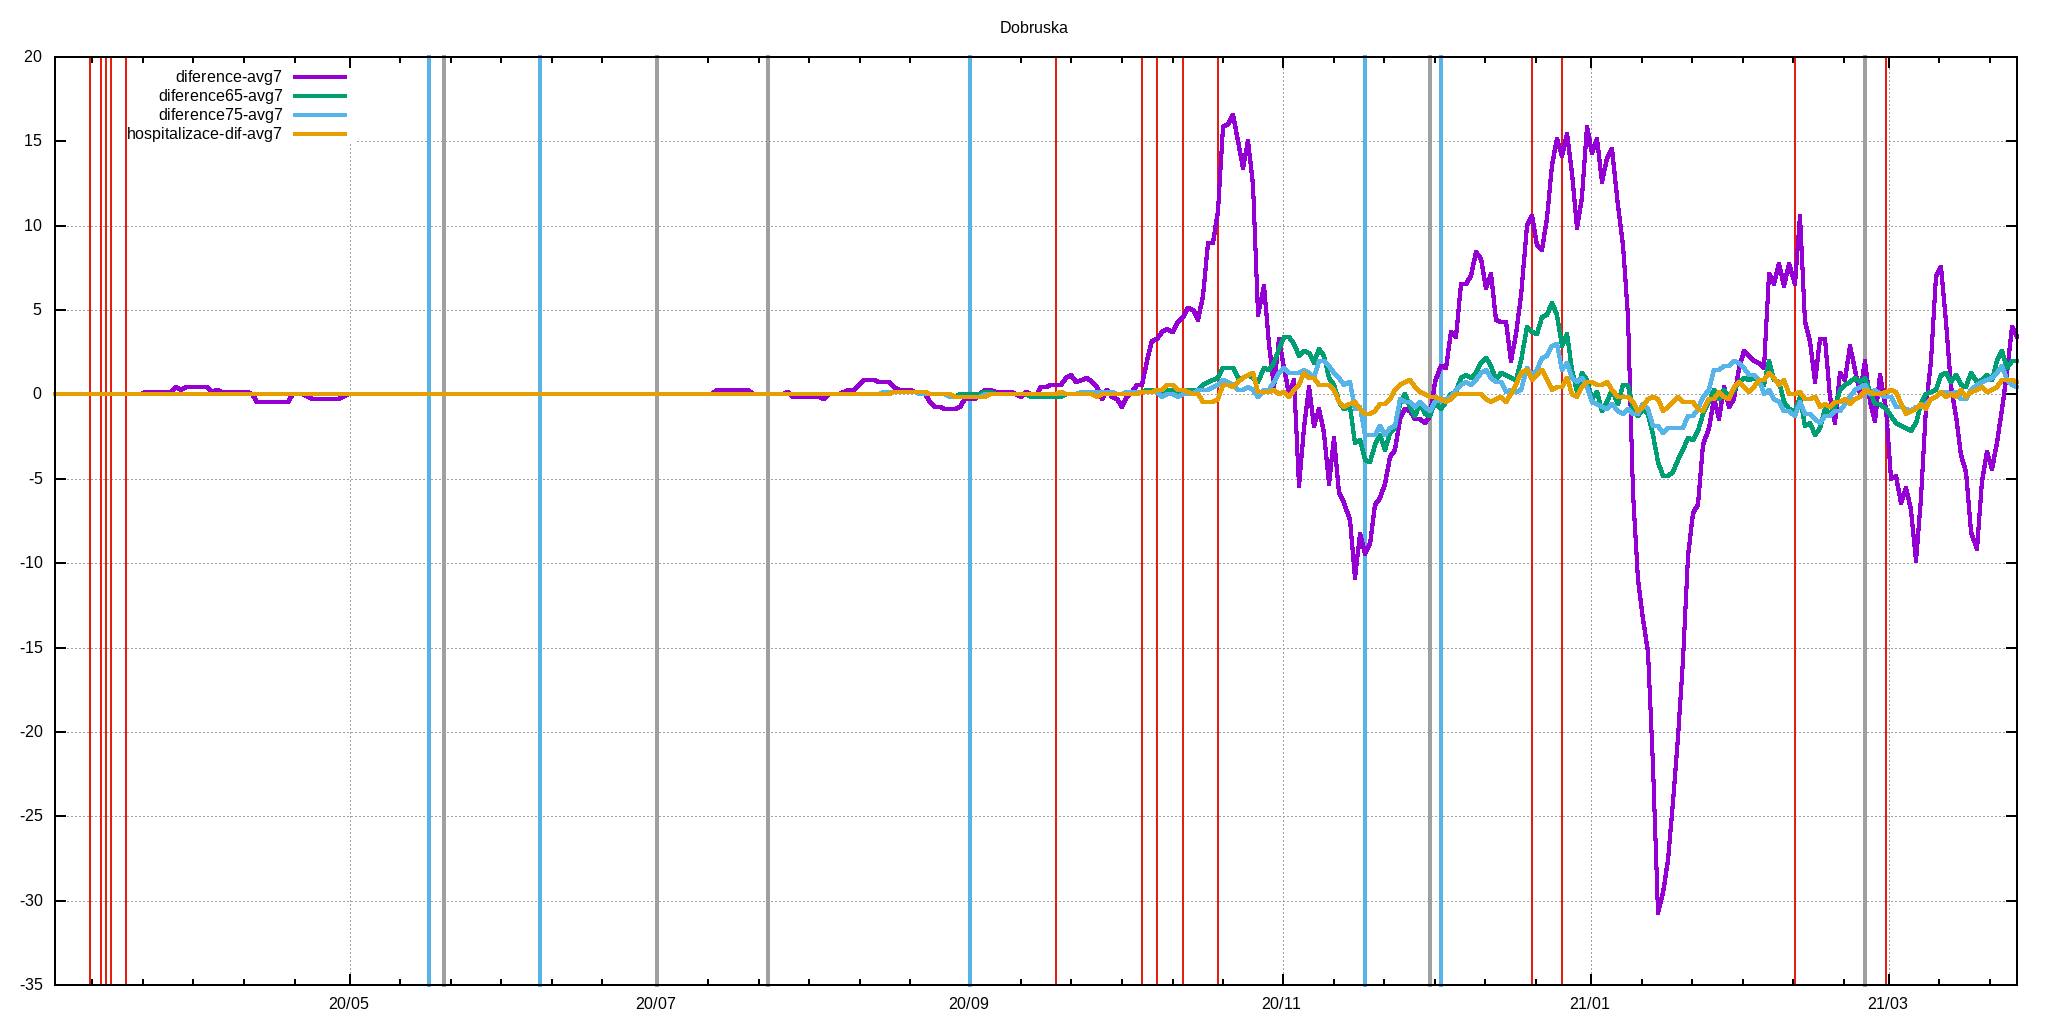 Dobruska
diference-avg7
diference65-avg7
diference75-avg7
hospitalizace-dif-avg7
20
15
10
5
0
-5
-10
-15
-20
-25
-30
-35
20/05 20/07 20/09 20/11 21/01 21/03